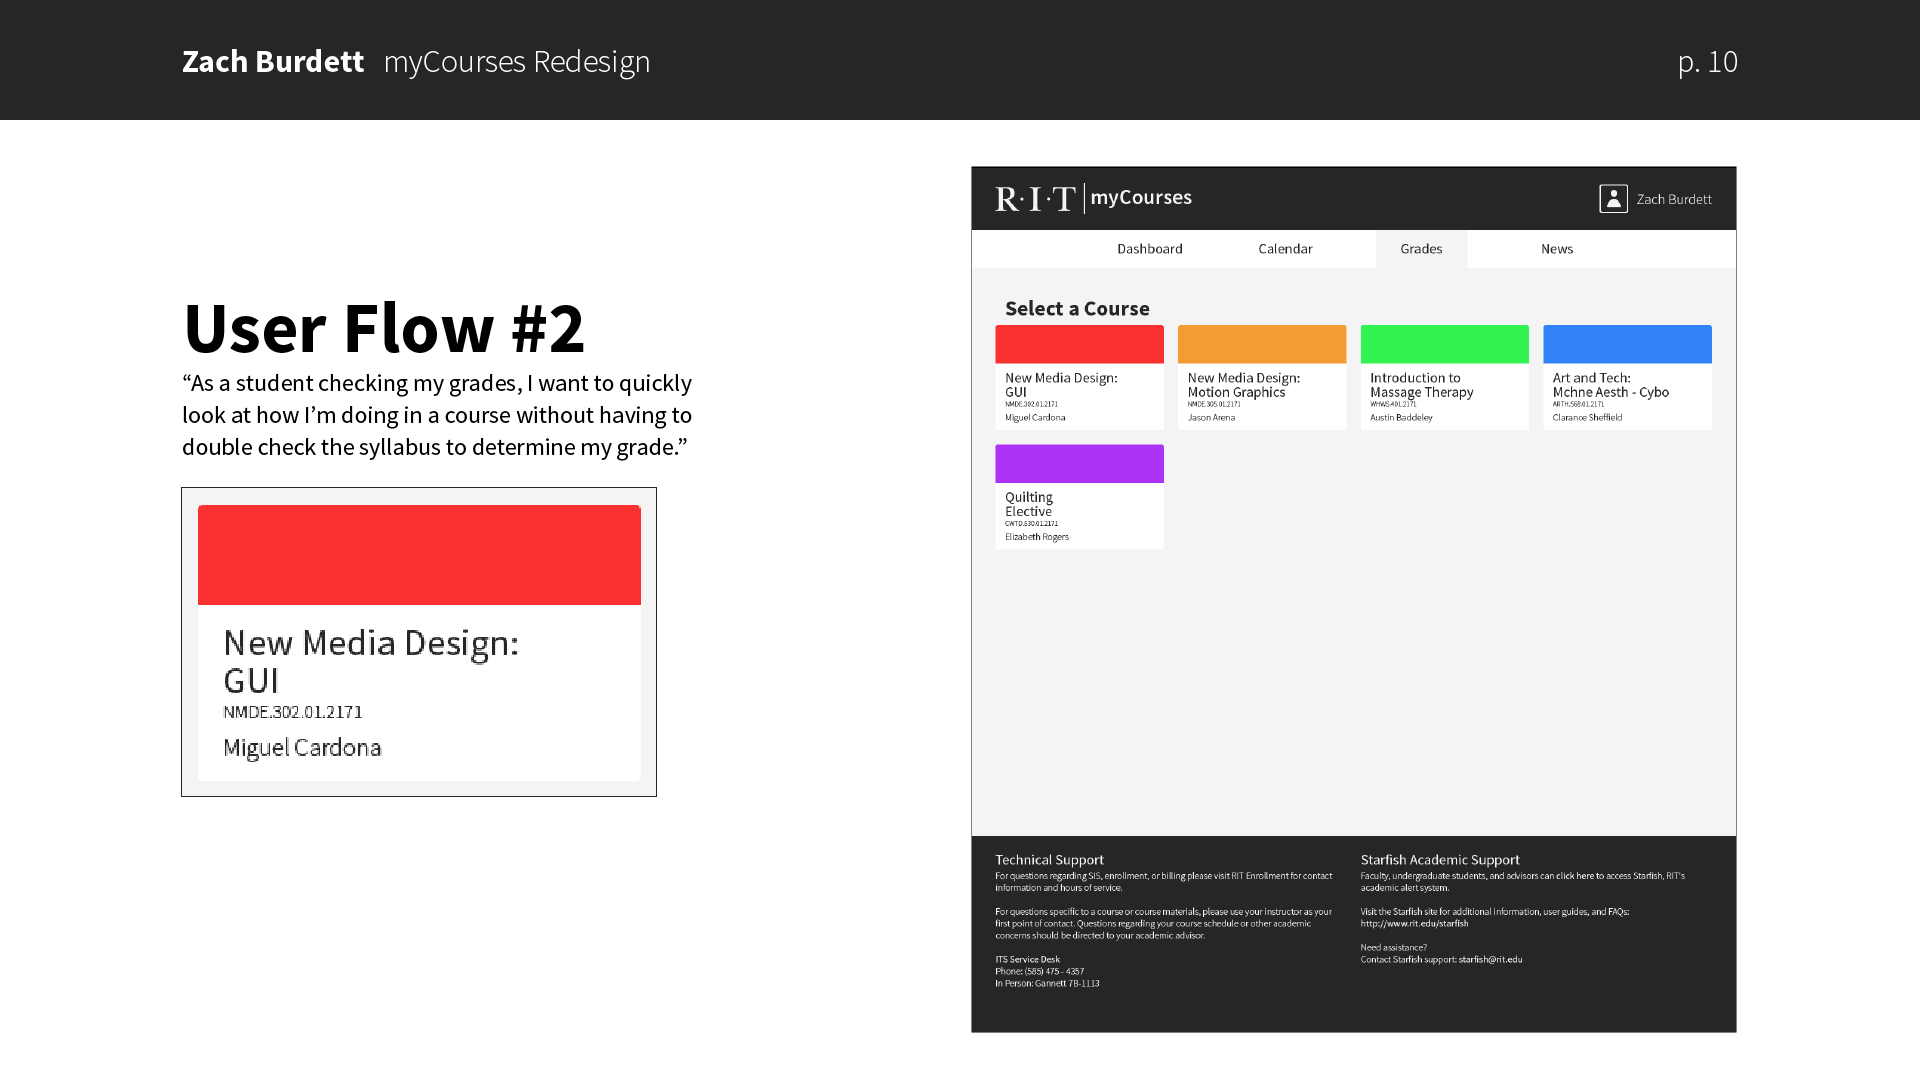 Zach Burdett myCourses Redesign
p. 10
User Flow #2
“As a student checking my grades, I want to quickly
look at how I’m doing in a course without having to
double check the syllabus to determine my grade.”
New Media Design:
GUI
NMDE.302.01.2171
Miguel Cardona
R·I·T myCourses
Zach Burdett
Dashboard Calendar Grades News
Select a Course
New Media Design:
GUI
NMDE.302.01.2171
Miguel Cardona
New Media Design:
Motion Graphics
NMDE.305.01.2171
Jason Arena
Introduction to
Massage Therapy
WHWS.401.2171
Austin Baddeley
Art and Tech:
Mchne Aesth - Cybo
ARTH.568.01.2171
Clarance Sheffield
Quilting
Elective
CWTD.530.01.2171
Elizabeth Rogers
Technical Support
For questions regarding SIS, enrollment, or billing please visit RIT Enrollment for contact
information and hours of service.
For questions specific to a course or course materials, please use your instructor as your
first point of contact. Questions regarding your course schedule or other academic
concerns should be directed to your academic advisor.
ITS Service Desk
Phone: (585) 475 - 4357
In Person: Gannett 7B-1113
Starfish Academic Support
Faculty, undergraduate students, and advisors can click here to access Starfish, RIT's
academic alert system.
Visit the Starfish site for additional information, user guides, and FAQs:
http://www.rit.edu/starfish
Need assistance?
Contact Starfish support: starfish@rit.edu